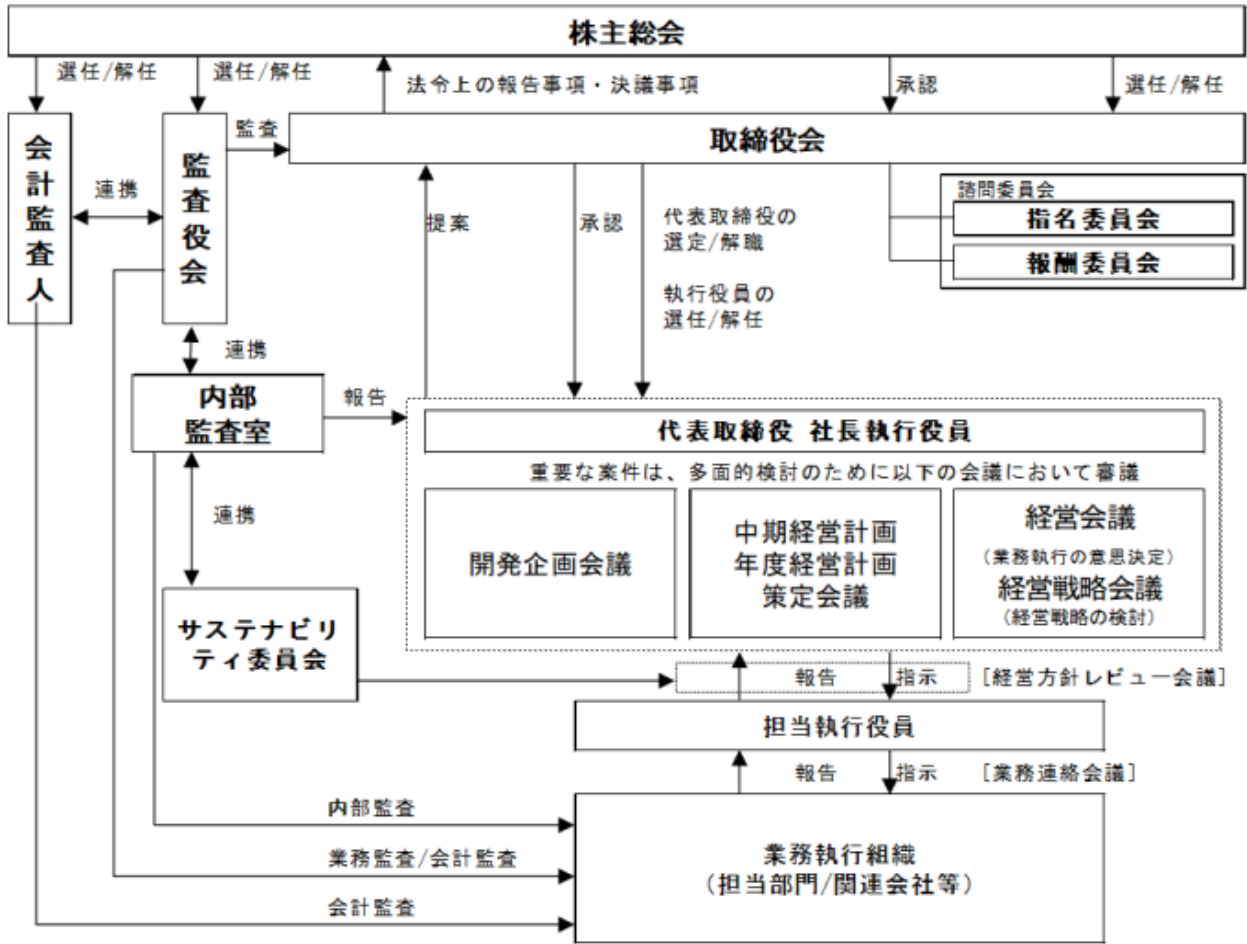 株主総会
選任/解任
選任/解任
法令上の報告事項・決議事項
承認
選任/解任
会計監査人
監査役会
監査
取締役会
連携
提案
承認
代表取締役の
選定/解職
執行役員の
選任/解任
諮問委員会
指名委員会
報酬委員会
連携
内部
監査室
報告
代表取締役 社長執行役員
重要な案件は、多面的検討のために以下の会議において審議
開発企画会議
中期経営計画
年度経営計画
策定会議
経営会議
(業務執行の意思決定)
経営戦略会議
(経営戦略の検討)
連携
サステナビリ
ティ委員会
報告
指示
[経営方針レビュー会議]
担当執行役員
報告
指示
[業務連絡会議]
内部監査
業務監査/会計監査
会計監査
業務執行組織
(担当部門/関連会社等)